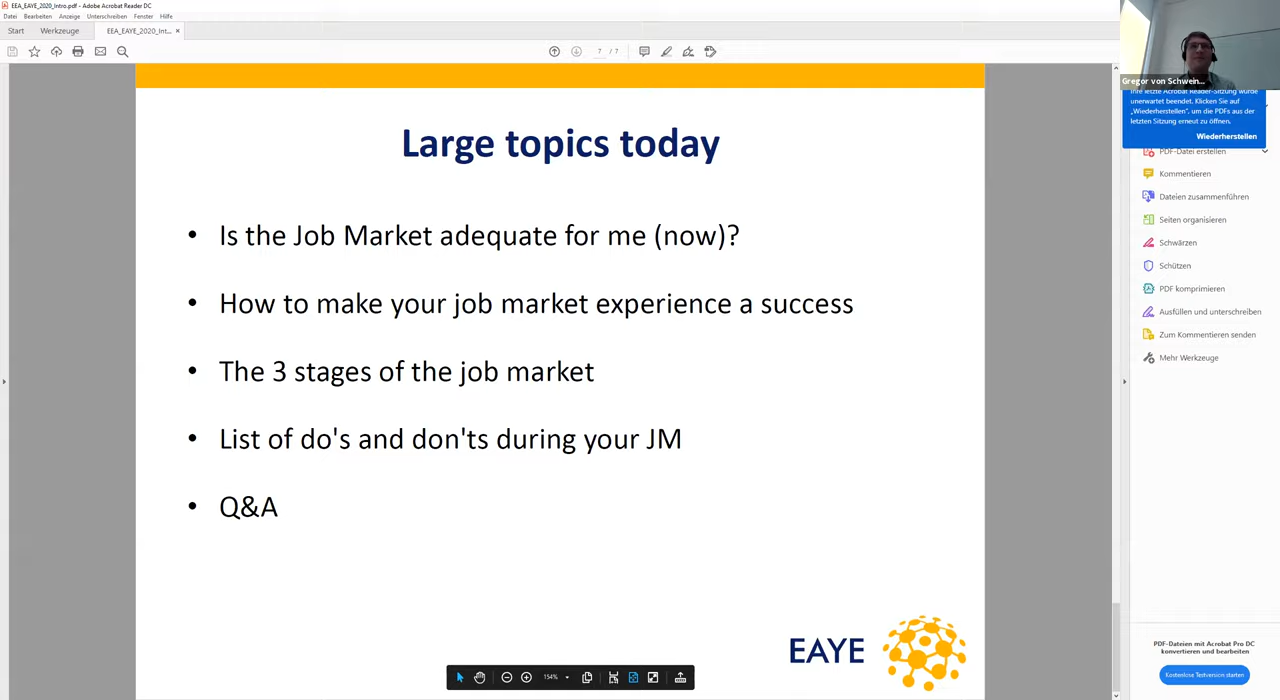 EEA_EAYE_2020_Intro.pdf - Adobe Acrobat Reader DC
Datei Bearbeiten Anzeige Unterschreiben Fenster Hilfe
Start Werkzeuge EEA_EAYE_2020_Int... ×
7 / 7
Gregor von Schwein...
Ihre letzte Acrobat Reader-Sitzung wurde
unerwartet beendet. Klicken Sie auf
„Wiederherstellen", um die PDFs aus der
letzten Sitzung erneut zu öffnen.
Wiederherstellen
PDF-Datei erstellen
Kommentieren
Dateien zusammenführen
Seiten organisieren
Schwärzen
Schützen
PDF komprimieren
Ausfüllen und unterschreiben
Zum Kommentieren senden
Mehr Werkzeuge
Large topics today
• Is the Job Market adequate for me (now)?
• How to make your job market experience a success
• The 3 stages of the job market
• List of do's and don'ts during your JM
• Q&A
EAYE
154%
PDF-Dateien mit Acrobat Pro DC
konvertieren und bearbeiten
Kostenlose Testversion starten